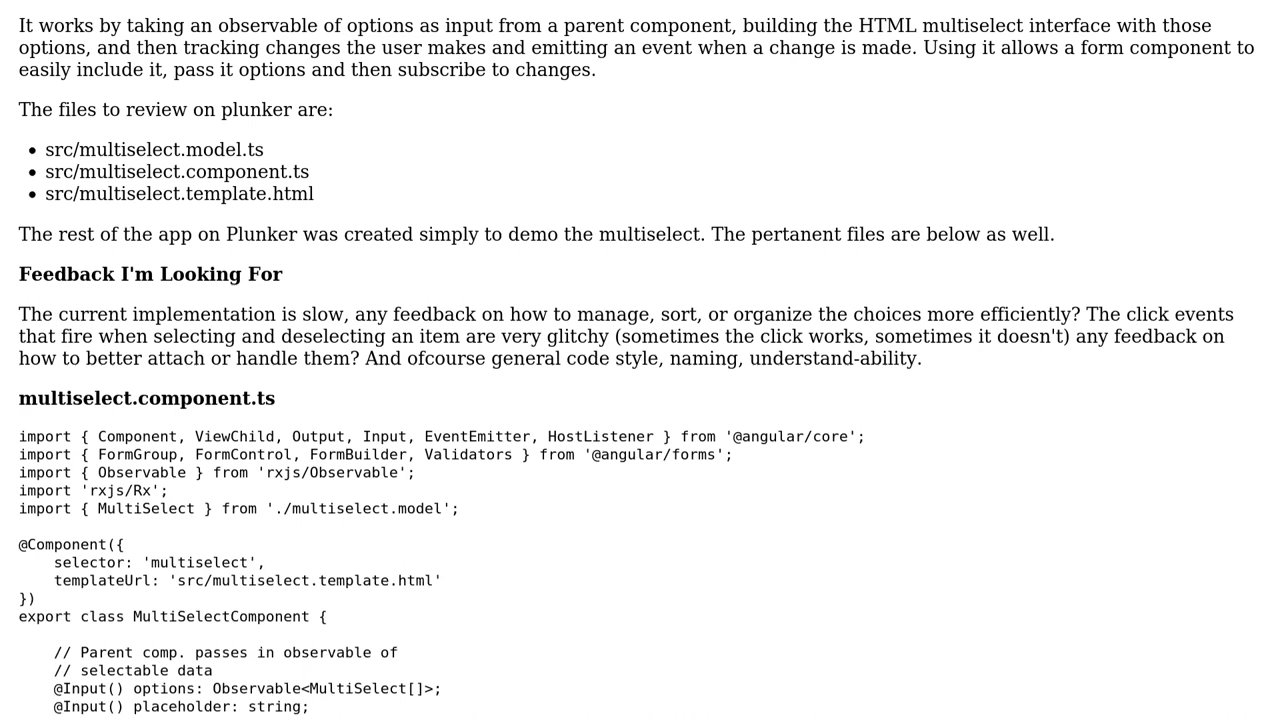 It works by taking an observable of options as input from a parent component, building the HTML multiselect interface with those
options, and then tracking changes the user makes and emitting an event when a change is made. Using it allows a form component to
easily include it, pass it options and then subscribe to changes.
The files to review on plunker are:
• src/multiselect.model.ts
• src/multiselect.component.ts
• src/multiselect.template.html
The rest of the app on Plunker was created simply to demo the multiselect. The pertanent files are below as well.
Feedback I'm Looking For
The current implementation is slow, any feedback on how to manage, sort, or organize the choices more efficiently? The click events
that fire when selecting and deselecting an item are very glitchy (sometimes the click works, sometimes it doesn't) any feedback on
how to better attach or handle them? And ofcourse general code style, naming, understand-ability.
multiselect.component.ts
import { Component, ViewChild, Output, Input, EventEmitter, HostListener } from '@angular/core';
import { FormGroup, FormControl, FormBuilder, Validators } from '@angular/forms';
import { Observable } from 'rxjs/Observable';
import 'rxjs/Rx';
import { MultiSelect } from './multiselect.model';
@Component({
    selector: 'multiselect',
    templateUrl: 'src/multiselect.template.html'
})
export class MultiSelectComponent {
    // Parent comp. passes in observable of
    // selectable data
    @Input() options: Observable<MultiSelect[]>;
    @Input() placeholder: string;